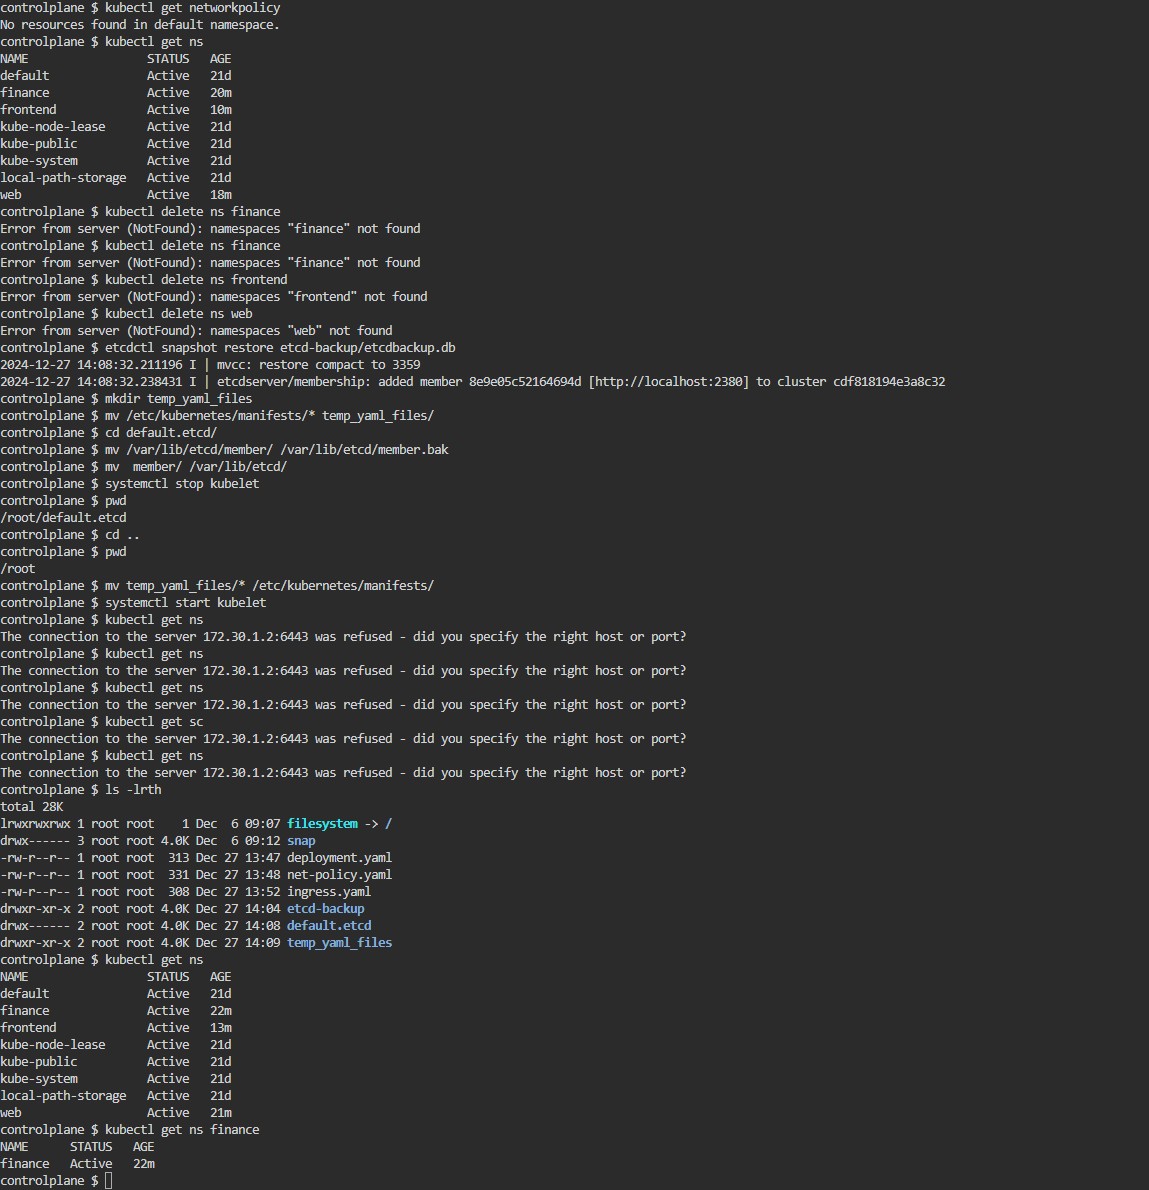 controlplane $ kubectl get networkpolicy
No resources found in default namespace.
controlplane $ kubectl get ns
NAME                 STATUS   AGE
default              Active   21d
finance              Active   20m
frontend             Active   10m
kube-node-lease      Active   21d
kube-public          Active   21d
kube-system          Active   21d
local-path-storage   Active   21d
web                  Active   18m
controlplane $ kubectl delete ns finance
Error from server (NotFound): namespaces "finance" not found
controlplane $ kubectl delete ns finance
Error from server (NotFound): namespaces "finance" not found
controlplane $ kubectl delete ns frontend
Error from server (NotFound): namespaces "frontend" not found
controlplane $ kubectl delete ns web
Error from server (NotFound): namespaces "web" not found
controlplane $ etcdctl snapshot restore etcd-backup/etcdbackup.db
2024-12-27 14:08:32.211196 I | mvcc: restore compact to 3359
2024-12-27 14:08:32.238431 I | etcdserver/membership: added member 8e9e05c52164694d [http://localhost:2380] to cluster cdf818194e3a8c32
controlplane $ mkdir temp_yaml_files
controlplane $ mv /etc/kubernetes/manifests/* temp_yaml_files/
controlplane $ cd default.etcd/
controlplane $ mv /var/lib/etcd/member/ /var/lib/etcd/member.bak
controlplane $ mv  member/ /var/lib/etcd/
controlplane $ systemctl stop kubelet
controlplane $ pwd
/root/default.etcd
controlplane $ cd ..
controlplane $ pwd
/root
controlplane $ mv temp_yaml_files/* /etc/kubernetes/manifests/
controlplane $ systemctl start kubelet
controlplane $ kubectl get ns
The connection to the server 172.30.1.2:6443 was refused - did you specify the right host or port?
controlplane $ kubectl get ns
The connection to the server 172.30.1.2:6443 was refused - did you specify the right host or port?
controlplane $ kubectl get ns
The connection to the server 172.30.1.2:6443 was refused - did you specify the right host or port?
controlplane $ kubectl get sc
The connection to the server 172.30.1.2:6443 was refused - did you specify the right host or port?
controlplane $ kubectl get ns
The connection to the server 172.30.1.2:6443 was refused - did you specify the right host or port?
controlplane $ ls -lrth
total 28K
lrwxrwxrwx 1 root root    1 Dec  6 09:07 filesystem -> /
drwx------ 3 root root 4.0K Dec  6 09:12 snap
-rw-r--r-- 1 root root  313 Dec 27 13:47 deployment.yaml
-rw-r--r-- 1 root root  331 Dec 27 13:48 net-policy.yaml
-rw-r--r-- 1 root root  308 Dec 27 13:52 ingress.yaml
drwxr-xr-x 2 root root 4.0K Dec 27 14:04 etcd-backup
drwx------ 2 root root 4.0K Dec 27 14:08 default.etcd
drwxr-xr-x 2 root root 4.0K Dec 27 14:09 temp_yaml_files
controlplane $ kubectl get ns
NAME                 STATUS   AGE
default              Active   21d
finance              Active   22m
frontend             Active   13m
kube-node-lease      Active   21d
kube-public          Active   21d
kube-system          Active   21d
local-path-storage   Active   21d
web                  Active   21m
controlplane $ kubectl get ns finance
NAME      STATUS   AGE
finance   Active   22m
controlplane $